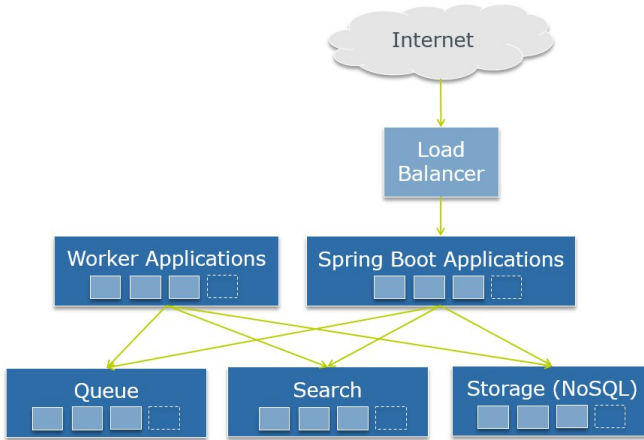 Internet
Load
Balancer
Worker Applications
Spring Boot Applications
Queue
Search
Storage (NoSQL)